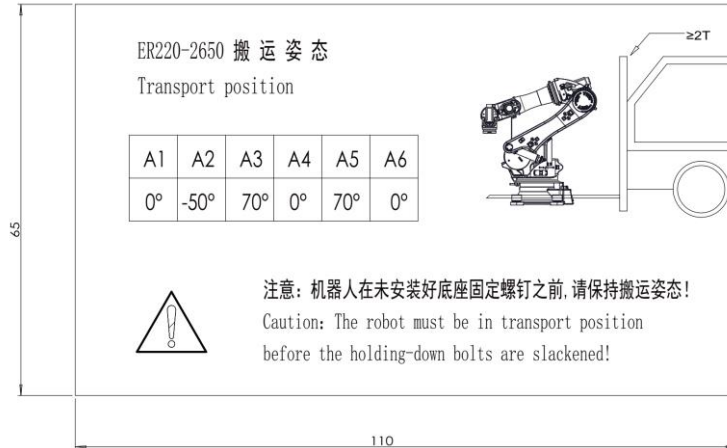 ER220-2650 搬运姿态
≥2T
Transport position
A1 A2 A3 A4 A5 A6
0° -50° 70° 0° 70° 0°
65
注意：机器人在未安装好底座固定螺钉之前,请保持搬运姿态!
Caution: The robot must be in transport position
before the holding-down bolts are slackened!
110